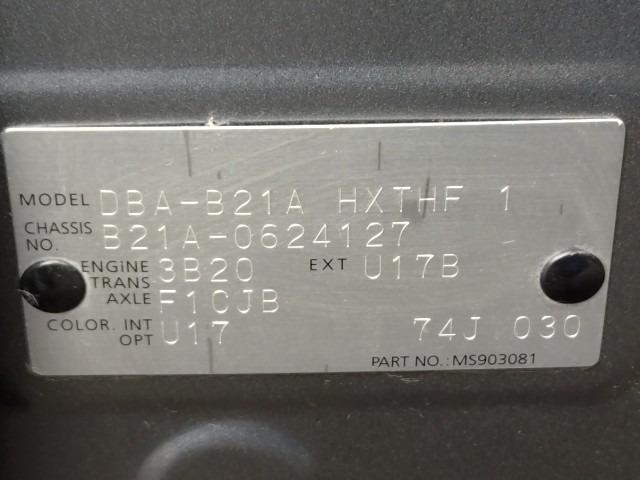 MODEL DBA-B21A HXTHF 1
CHASSIS NO. B21A-0624127
ENGINE 3B20 EXT U17B
TRANS AXLE F1CJB
COLOR. INT OPT U17 74J 030
PART NO.: MS903081